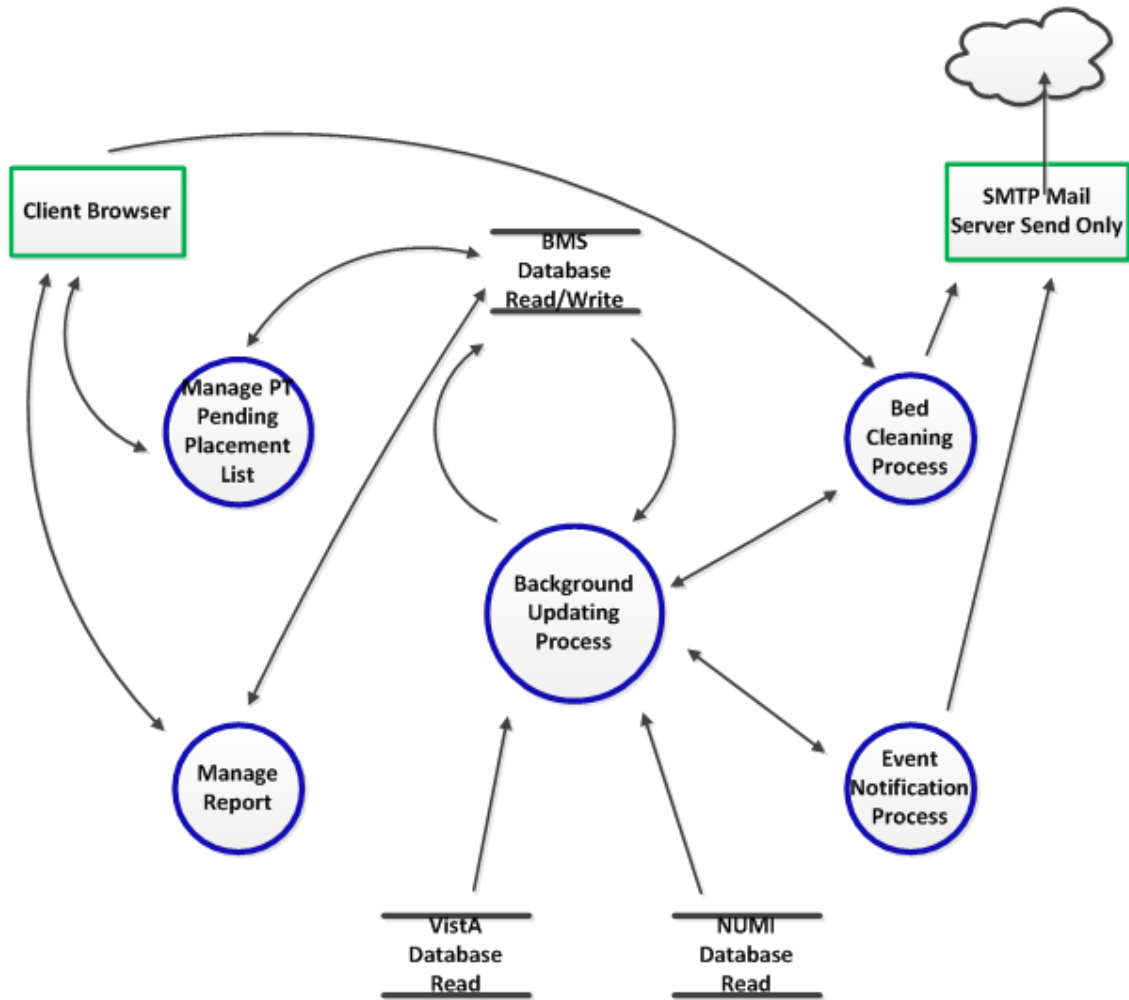 Client Browser
SMTP Mail
Server Send Only
BMS
Database
Read/Write
Manage PT
Pending
Placement
List
Bed
Cleaning
Process
Background
Updating
Process
Manage
Report
Event
Notification
Process
VistA
Database
Read
NUMI
Database
Read